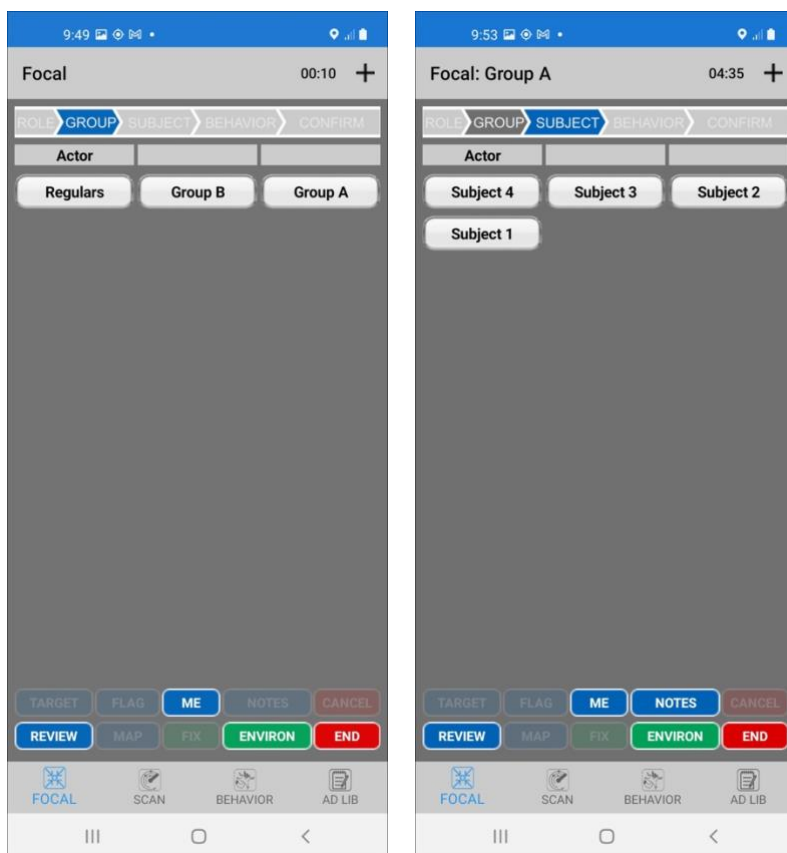 9:49
Focal 00:10 +
ROLE GROUP SUBJECT BEHAVIOR CONFIRM
Actor
Regulars Group B Group A
TARGET FLAG ME NOTES CANCEL
REVIEW MAP FIX ENVIRON END
FOCAL SCAN BEHAVIOR AD LIB
9:53
Focal: Group A 04:35 +
ROLE GROUP SUBJECT BEHAVIOR CONFIRM
Actor
Subject 4 Subject 3 Subject 2
Subject 1
TARGET FLAG ME NOTES CANCEL
REVIEW MAP FIX ENVIRON END
FOCAL SCAN BEHAVIOR AD LIB